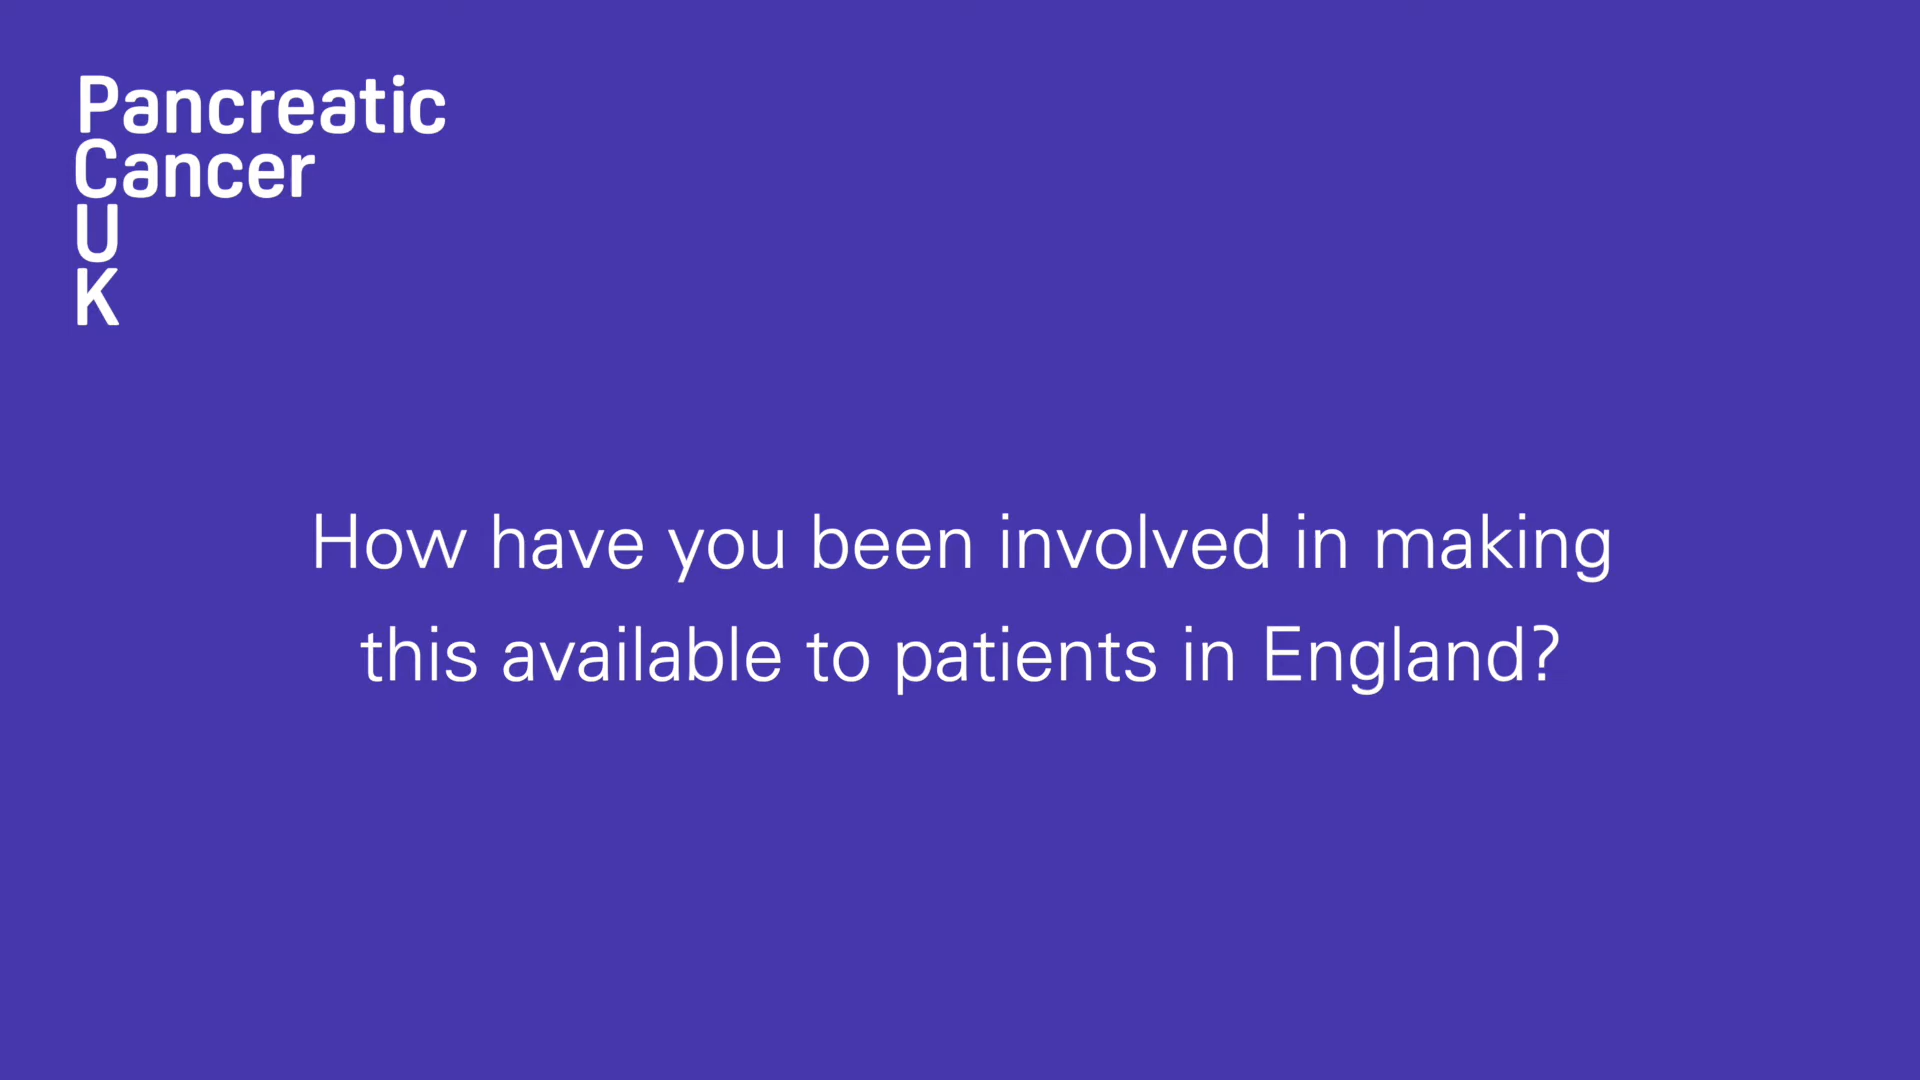 Pancreatic
Cancer
U
K
How have you been involved in making
this available to patients in England?